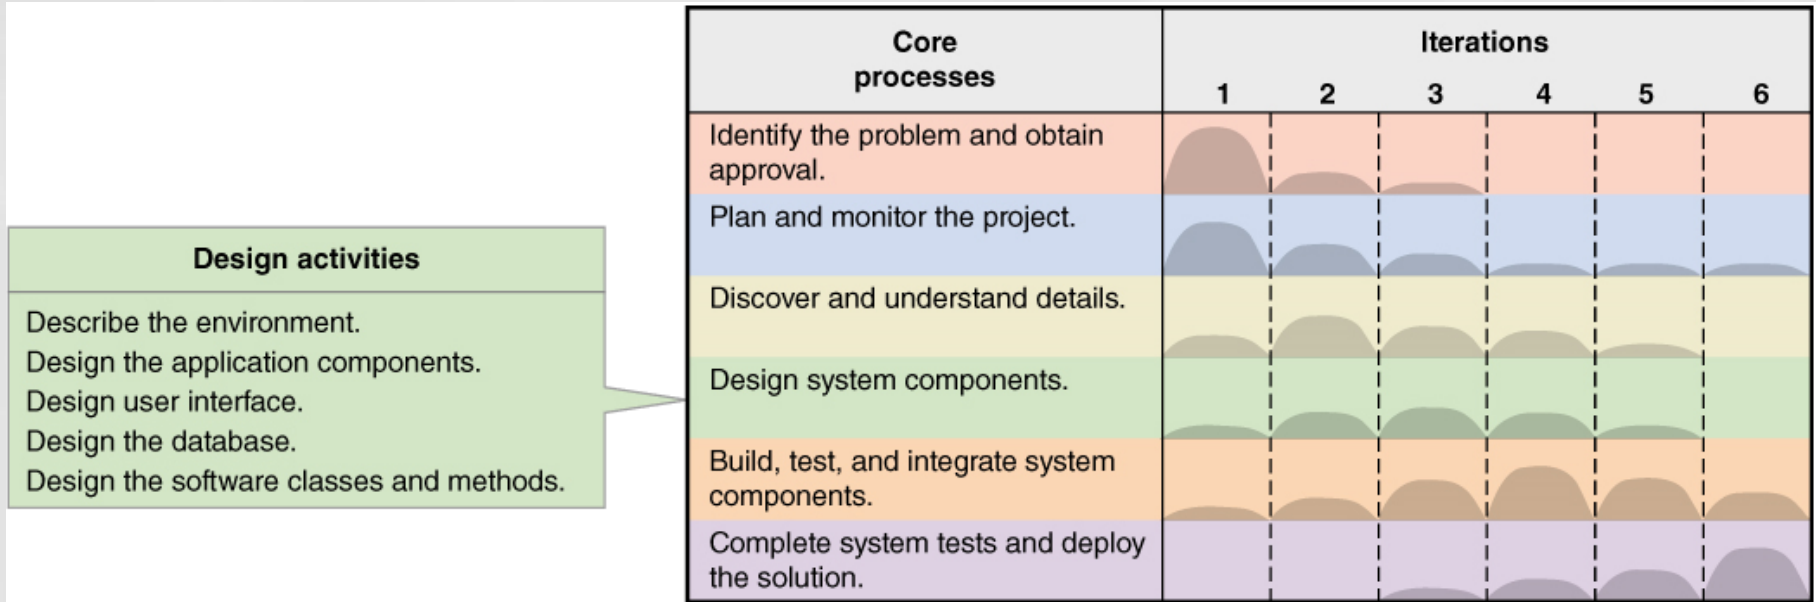 Design activities
Describe the environment.
Design the application components.
Design user interface.
Design the database.
Design the software classes and methods.
Core
processes
Iterations
1 2 3 4 5 6
Identify the problem and obtain
approval.
Plan and monitor the project.
Discover and understand details.
Design system components.
Build, test, and integrate system
components.
Complete system tests and deploy
the solution.